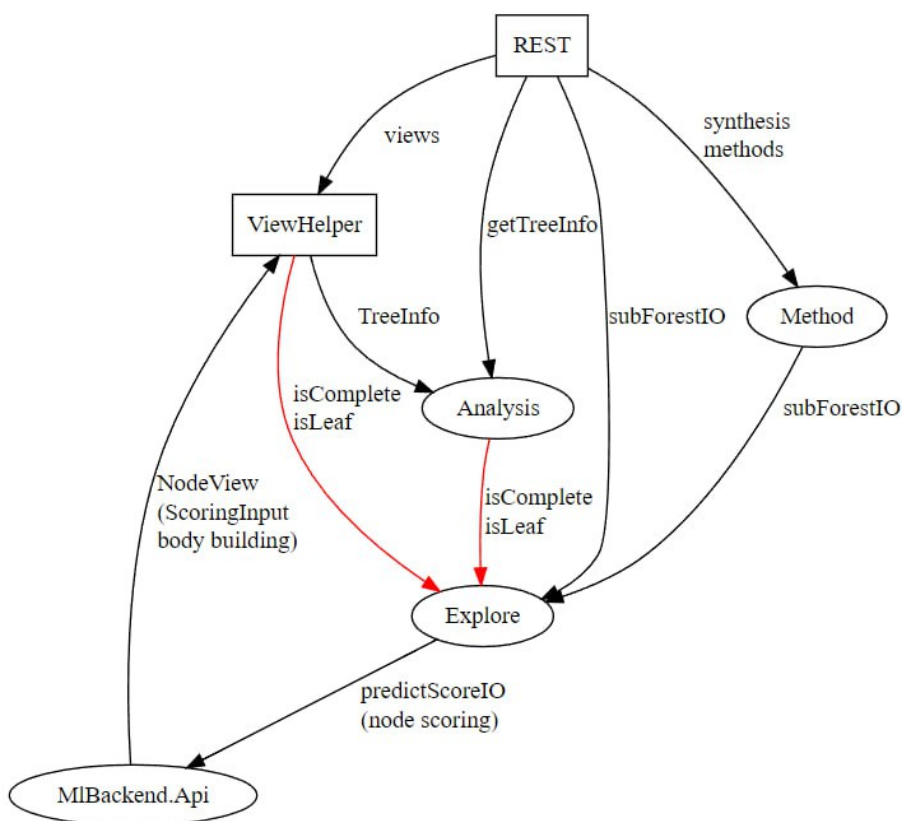 REST
views
synthesis
methods
ViewHelper
getTreeInfo
TreeInfo
subForestIO
Method
isComplete
isLeaf
Analysis
subForestIO
NodeView
(ScoringInput
body building)
isComplete
isLeaf
Explore
predictScoreIO
(node scoring)
MlBackend.Api